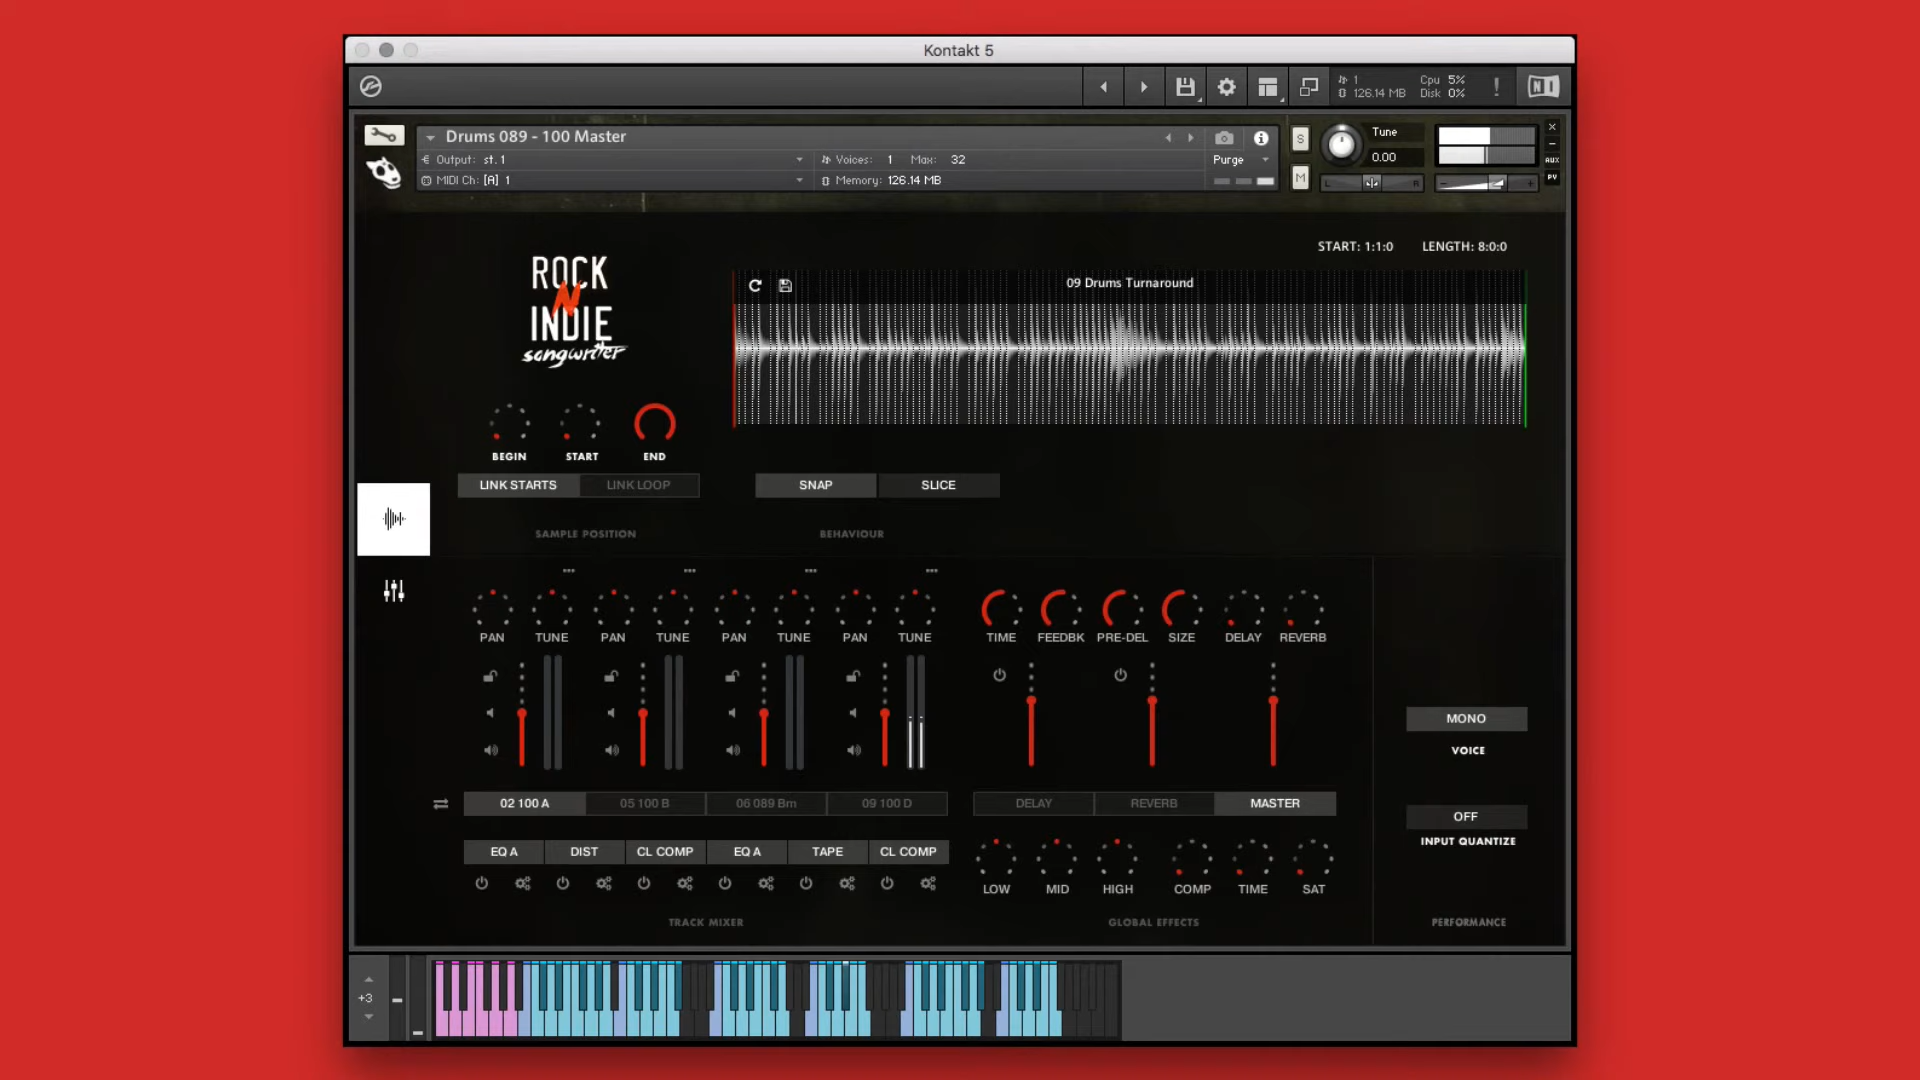 Kontakt 5
1 Cpu 5%
126.14 MB Disk 0% ! NI
Drums 089 - 100 Master
S Tune
Output: st.1 Voices: 1 Max: 32 Purge 0.00
MIDI Ch: [A] 1 Memory: 126.14 MB M L R
AUX
PV
START: 1:1:0 LENGTH: 8:0:0
ROCK
N
INDIE
songwriter
09 Drums Turnaround
BEGIN START END
LINK STARTS LINK LOOP SNAP SLICE
SAMPLE POSITION BEHAVIOUR
PAN TUNE PAN TUNE PAN TUNE PAN TUNE TIME FEEDBK PRE-DEL SIZE DELAY REVERB
MONO
VOICE
02 100 A 05 100 B 06 089 Bm 09 100 D DELAY REVERB MASTER
OFF
INPUT QUANTIZE
EQ A DIST CL COMP EQ A TAPE CL COMP
LOW MID HIGH COMP TIME SAT
TRACK MIXER GLOBAL EFFECTS PERFORMANCE
+3